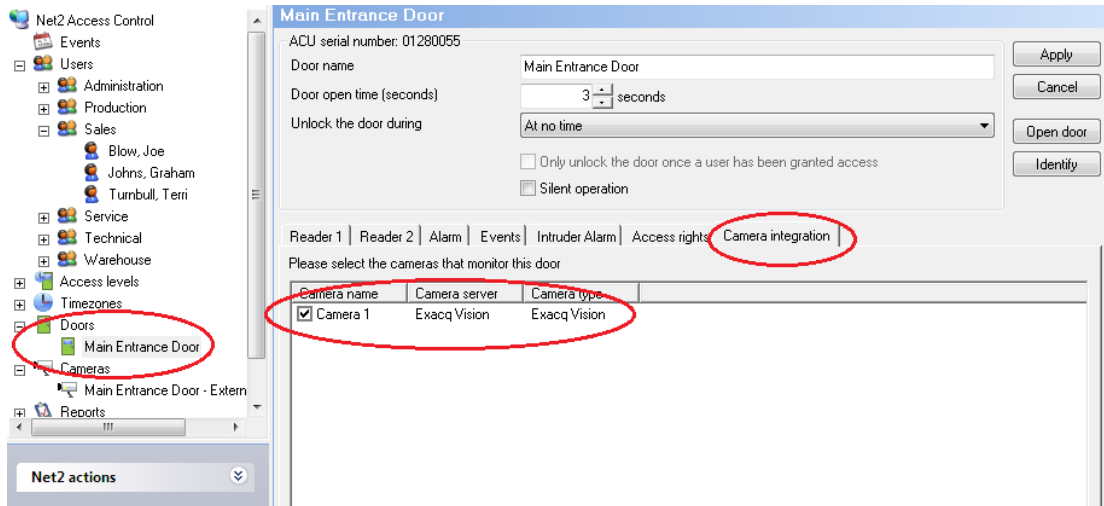 Net2 Access Control
Events
Users
Administration
Production
Sales
Blow, Joe
Johns, Graham
Turnbull, Terri
Service
Technical
Warehouse
Access levels
Timezones
Doors
Main Entrance Door
Cameras
Main Entrance Door - Extern
Reports
Net2 actions
Main Entrance Door
ACU serial number: 01280055
Door name
Main Entrance Door
Door open time (seconds)
3 seconds
Unlock the door during
At no time
Only unlock the door once a user has been granted access
Silent operation
Apply
Cancel
Open door
Identify
Reader 1 Reader 2 Alarm Events Intruder Alarm Access rights Camera integration
Please select the cameras that monitor this door
Camera name Camera server Camera type
Camera 1 Exacq Vision Exacq Vision